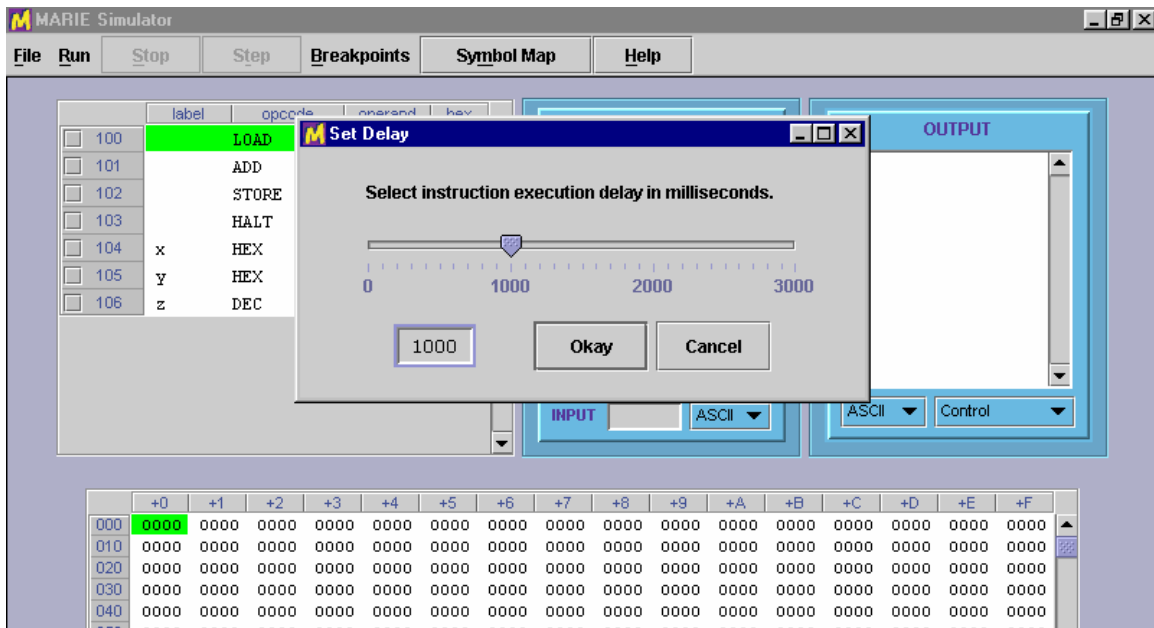 MARIE Simulator
File Run Stop Step Breakpoints Symbol Map Help
label opcode operand hex
100 LOAD
101 ADD
102 STORE
103 HALT
104 x HEX
105 y HEX
106 z DEC
Set Delay
Select instruction execution delay in milliseconds.
0 1000 2000 3000
1000 Okay Cancel
OUTPUT
INPUT ASCII
ASCII Control
+0 +1 +2 +3 +4 +5 +6 +7 +8 +9 +A +B +C +D +E +F
000 0000 0000 0000 0000 0000 0000 0000 0000 0000 0000 0000 0000 0000 0000 0000 0000
010 0000 0000 0000 0000 0000 0000 0000 0000 0000 0000 0000 0000 0000 0000 0000 0000
020 0000 0000 0000 0000 0000 0000 0000 0000 0000 0000 0000 0000 0000 0000 0000 0000
030 0000 0000 0000 0000 0000 0000 0000 0000 0000 0000 0000 0000 0000 0000 0000 0000
040 0000 0000 0000 0000 0000 0000 0000 0000 0000 0000 0000 0000 0000 0000 0000 0000